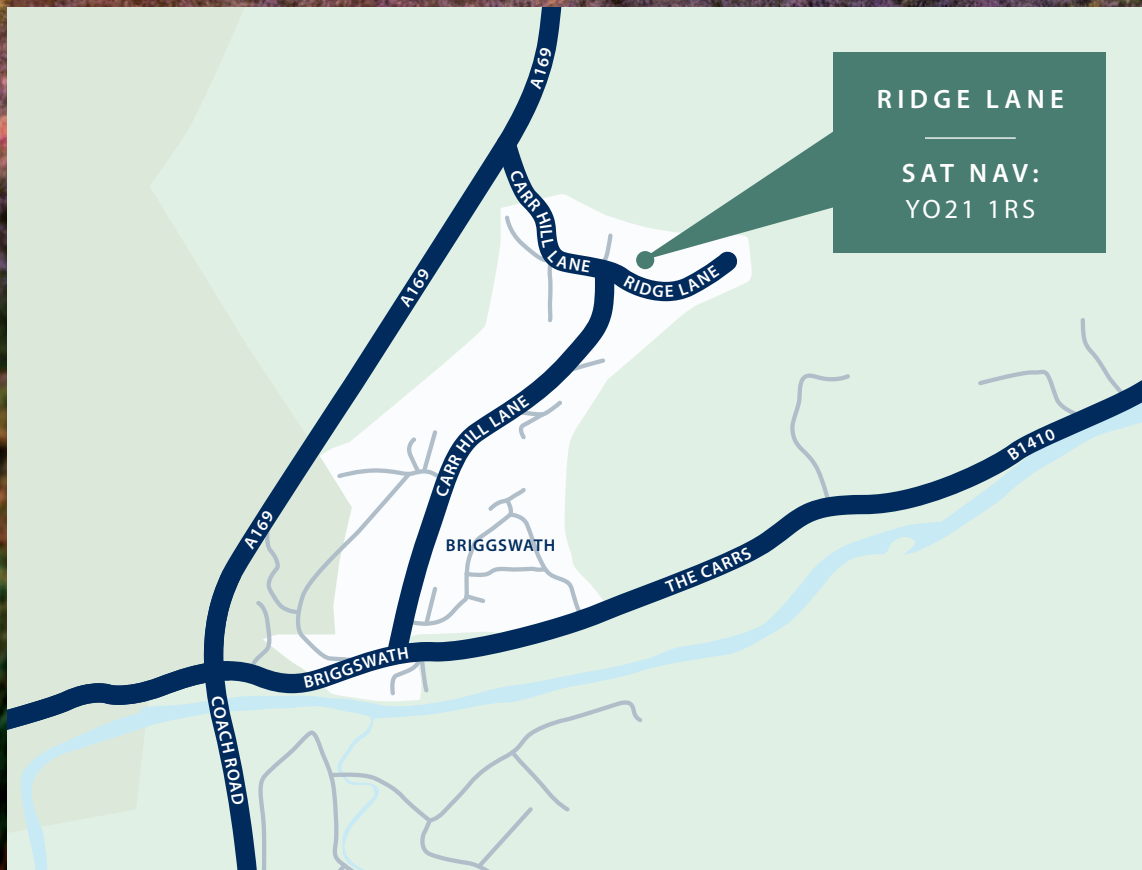 A169
RIDGE LANE
SAT NAV:
YO21 1RS
CARR HILL LANE
RIDGE LANE
A169
CARR HILL LANE
B1410
A169
BRIGGSWATH
THE CARRS
BRIGGSWATH
COACH ROAD